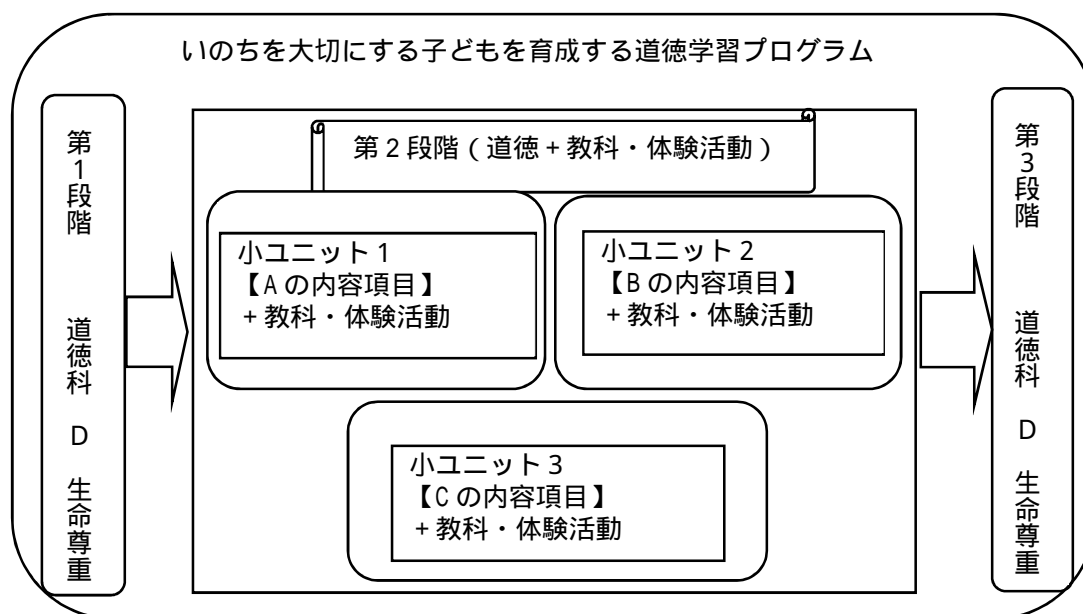 いのちを大切にする子どもを育成する道徳学習プログラム
第1段階 道徳科 D 生命尊重
第2段階(道徳+教科・体験活動)
小ユニット1
【Aの内容項目】
+教科・体験活動
小ユニット2
【Bの内容項目】
+教科・体験活動
小ユニット3
【Cの内容項目】
+教科・体験活動
第3段階 道徳科 D 生命尊重